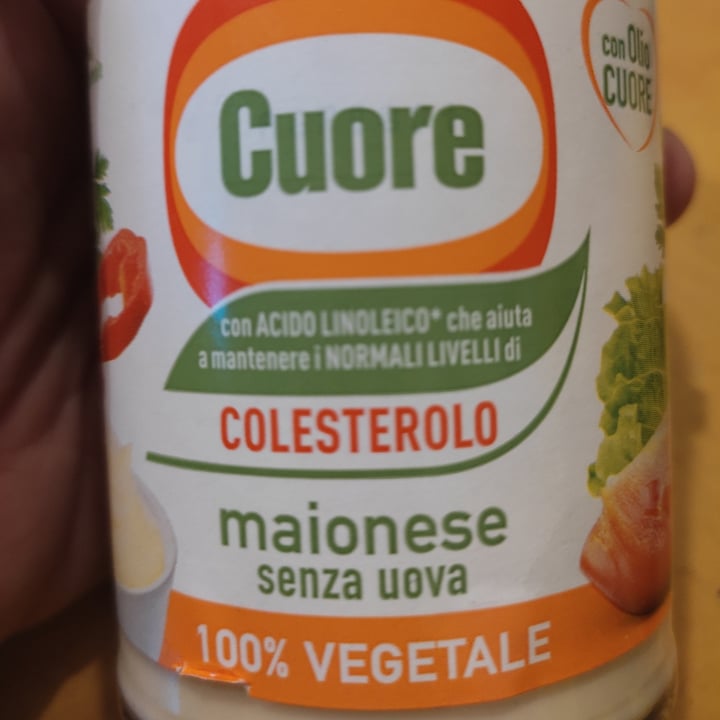 Cuore
con Olio
CUORE
con ACIDO LINOLEICO* che aiuta
a mantenere i NORMALI LIVELLI di
COLESTEROLO
maionese
senza uova
100% VEGETALE